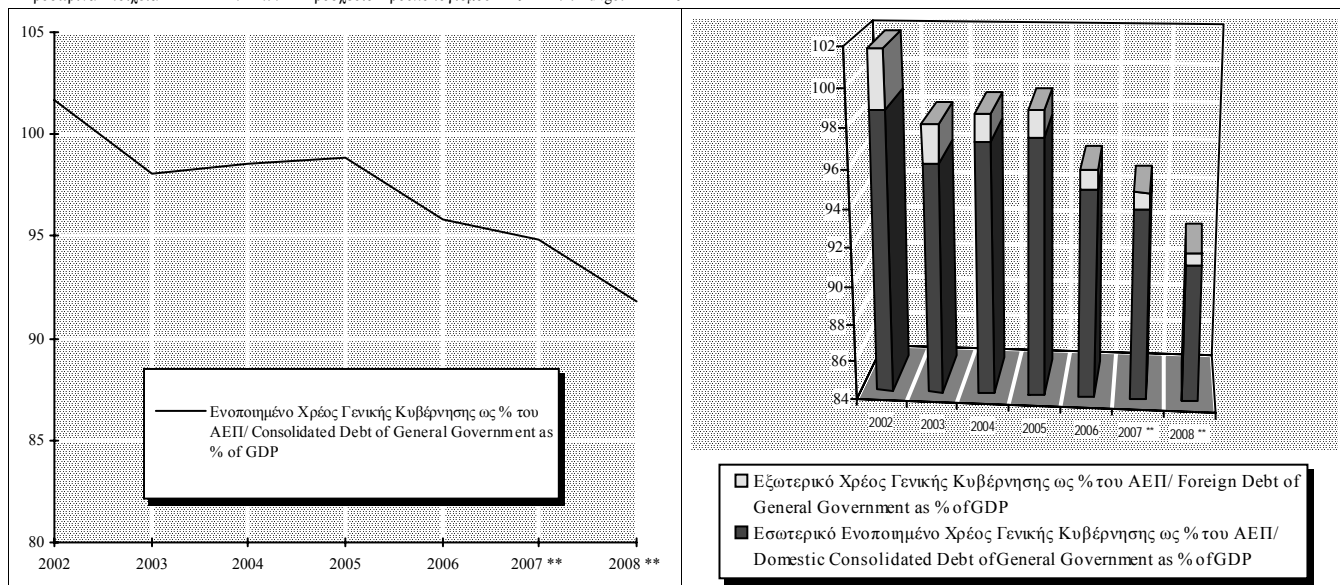 105
100
95
90
85
80
2002 2003 2004 2005 2006 2007 ** 2008 **
Ενοποιημένο Χρέος Γενικής Κυβέρνησης ως % του
ΑΕΠ/ Consolidated Debt of General Government as
% of GDP
102
100
98
96
94
92
90
88
86
84
2002 2003 2004 2005 2006 2007 ** 2008 **
Εξωτερικό Χρέος Γενικής Κυβέρνησης ως % του ΑΕΠ/ Foreign Debt of
General Government as % of GDP
Εσωτερικό Ενοποιημένο Χρέος Γενικής Κυβέρνησης ως % του ΑΕΠ/
Domestic Consolidated Debt of General Government as % of GDP